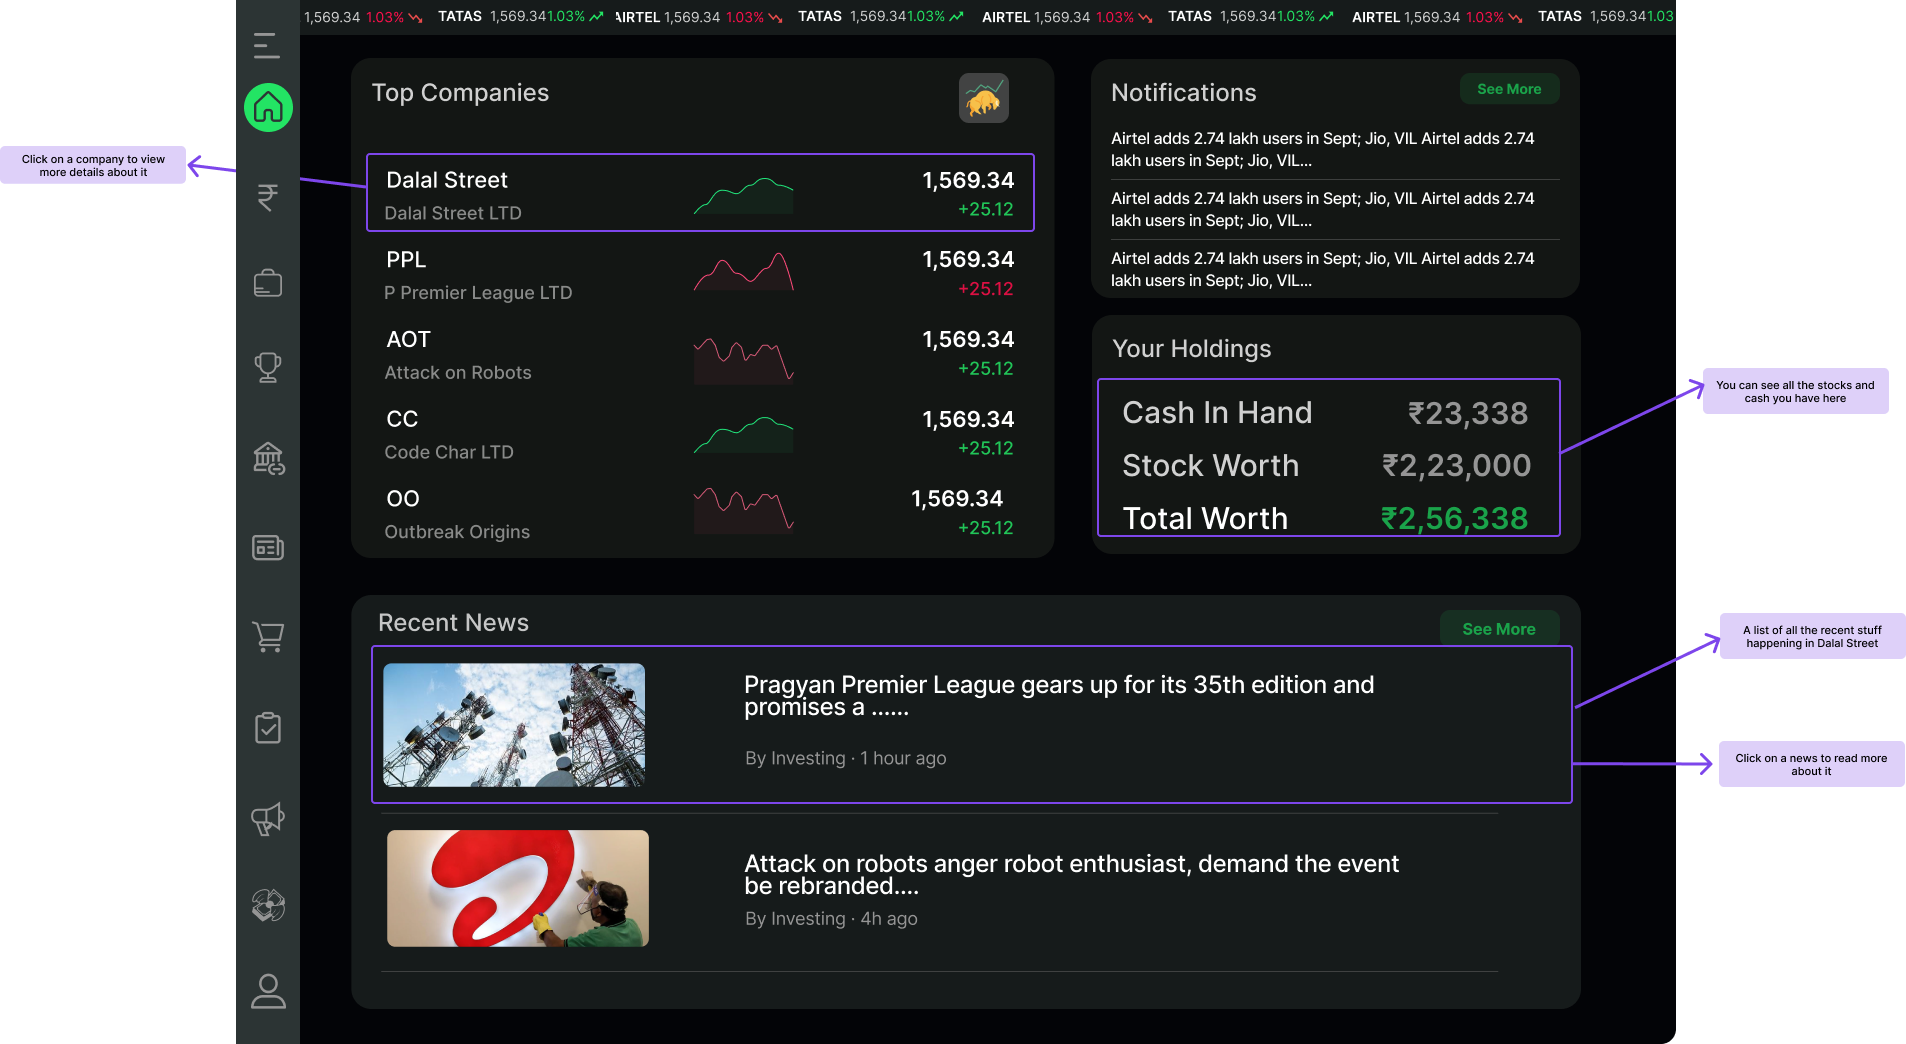 1,569.34 1.03% TATAS 1,569.34 1.03% AIRTEL 1,569.34 1.03% TATAS 1,569.34 1.03% AIRTEL 1,569.34 1.03% TATAS 1,569.34 1.03% AIRTEL 1,569.34 1.03% TATAS 1,569.34 1.03
Top Companies
Click on a company to view
more details about it
Dalal Street 1,569.34
Dalal Street LTD +25.12
PPL 1,569.34
P Premier League LTD +25.12
AOT 1,569.34
Attack on Robots +25.12
CC 1,569.34
Code Char LTD +25.12
OO 1,569.34
Outbreak Origins +25.12
Notifications See More
Airtel adds 2.74 lakh users in Sept; Jio, VIL Airtel adds 2.74
lakh users in Sept; Jio, VIL...
Airtel adds 2.74 lakh users in Sept; Jio, VIL Airtel adds 2.74
lakh users in Sept; Jio, VIL...
Airtel adds 2.74 lakh users in Sept; Jio, VIL Airtel adds 2.74
lakh users in Sept; Jio, VIL...
Your Holdings
Cash In Hand ₹23,338
Stock Worth ₹2,23,000
Total Worth ₹2,56,338
You can see all the stocks and
cash you have here
Recent News See More
Pragyan Premier League gears up for its 35th edition and
promises a ......
By Investing · 1 hour ago
Attack on robots anger robot enthusiast, demand the event
be rebranded....
By Investing · 4h ago
A list of all the recent stuff
happening in Dalal Street
Click on a news to read more
about it